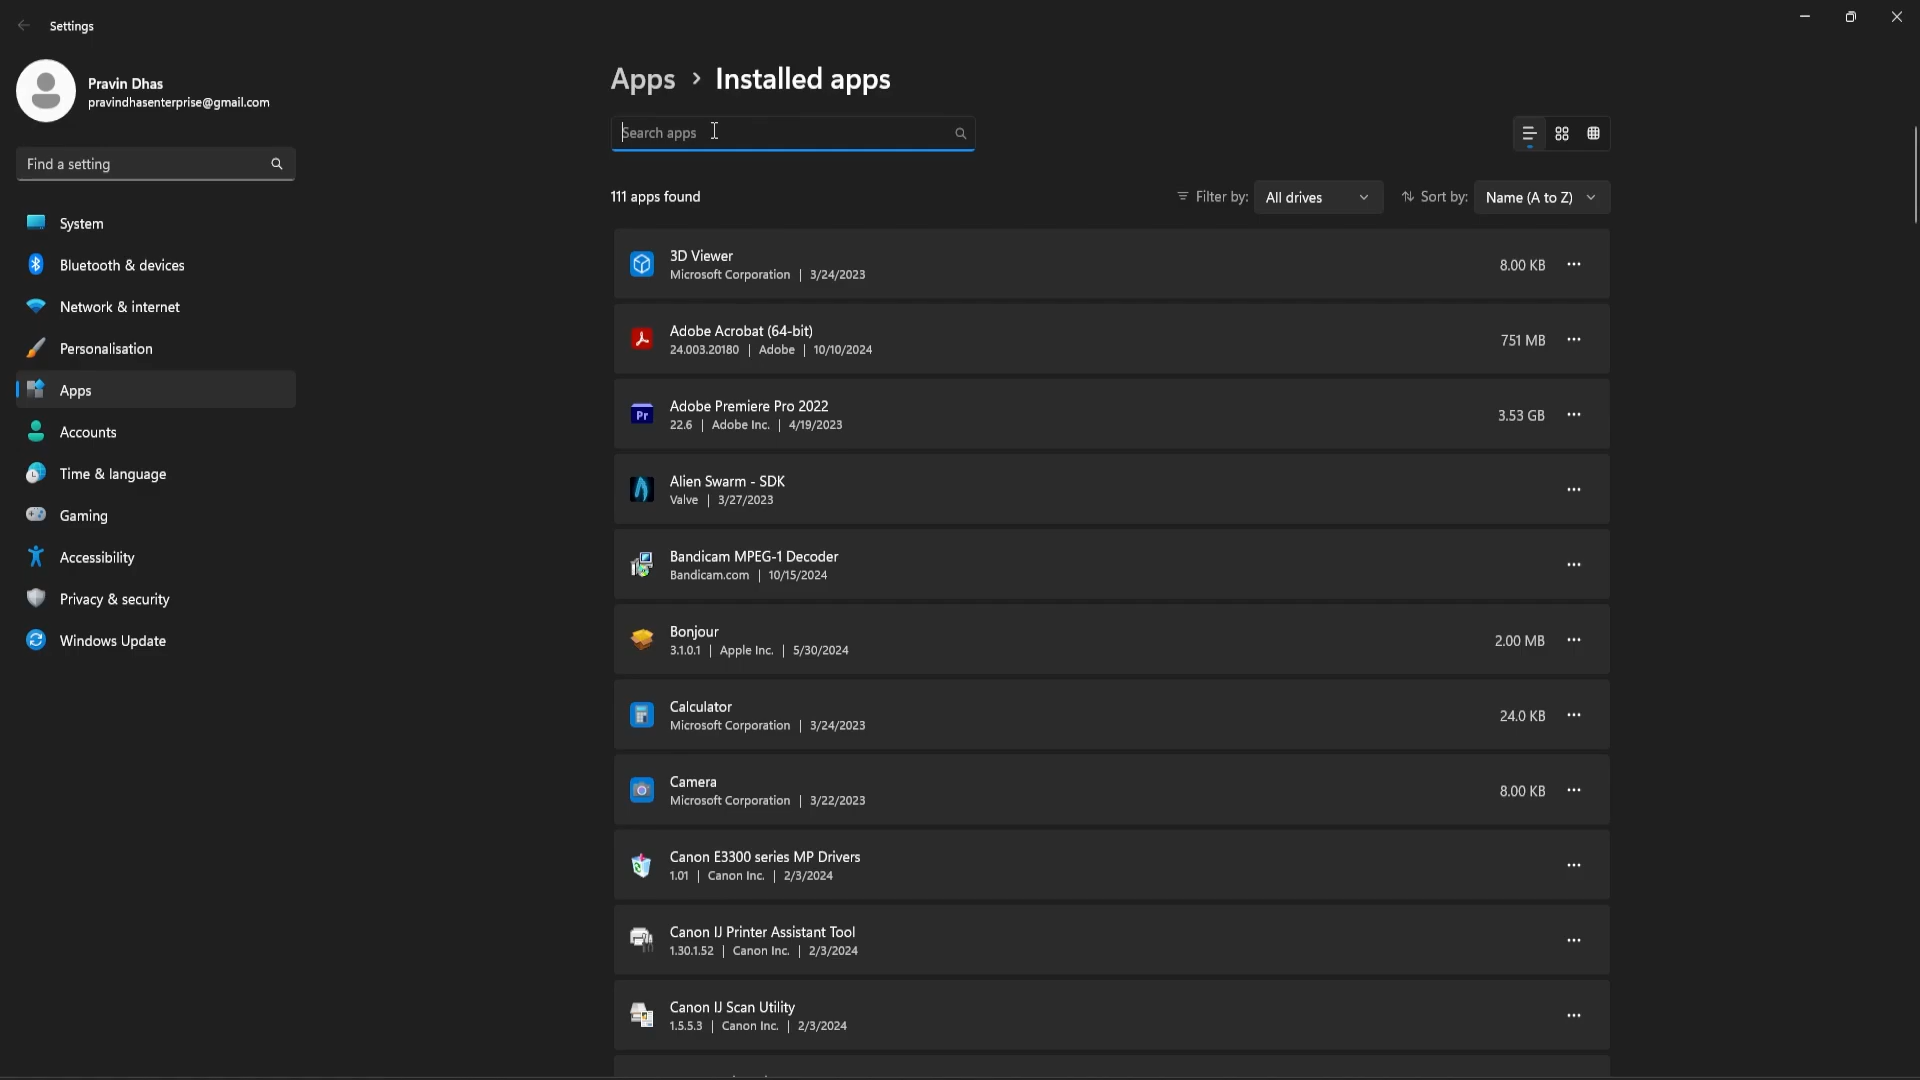 Settings
Pravin Dhas
pravindhasenterprise@gmail.com
Find a setting
System
Bluetooth & devices
Network & internet
Personalisation
Apps
Accounts
Time & language
Gaming
Accessibility
Privacy & security
Windows Update
Apps > Installed apps
Search apps
111 apps found
Filter by: All drives
Sort by: Name (A to Z)
3D Viewer
Microsoft Corporation | 3/24/2023
8.00 KB
Adobe Acrobat (64-bit)
24.003.20180 | Adobe | 10/10/2024
751 MB
Adobe Premiere Pro 2022
22.6 | Adobe Inc. | 4/19/2023
3.53 GB
Alien Swarm - SDK
Valve | 3/27/2023
Bandicam MPEG-1 Decoder
Bandicam.com | 10/15/2024
Bonjour
3.1.0.1 | Apple Inc. | 5/30/2024
2.00 MB
Calculator
Microsoft Corporation | 3/24/2023
24.0 KB
Camera
Microsoft Corporation | 3/22/2023
8.00 KB
Canon E3300 series MP Drivers
1.01 | Canon Inc. | 2/3/2024
Canon IJ Printer Assistant Tool
1.30.1.52 | Canon Inc. | 2/3/2024
Canon IJ Scan Utility
1.5.5.3 | Canon Inc. | 2/3/2024